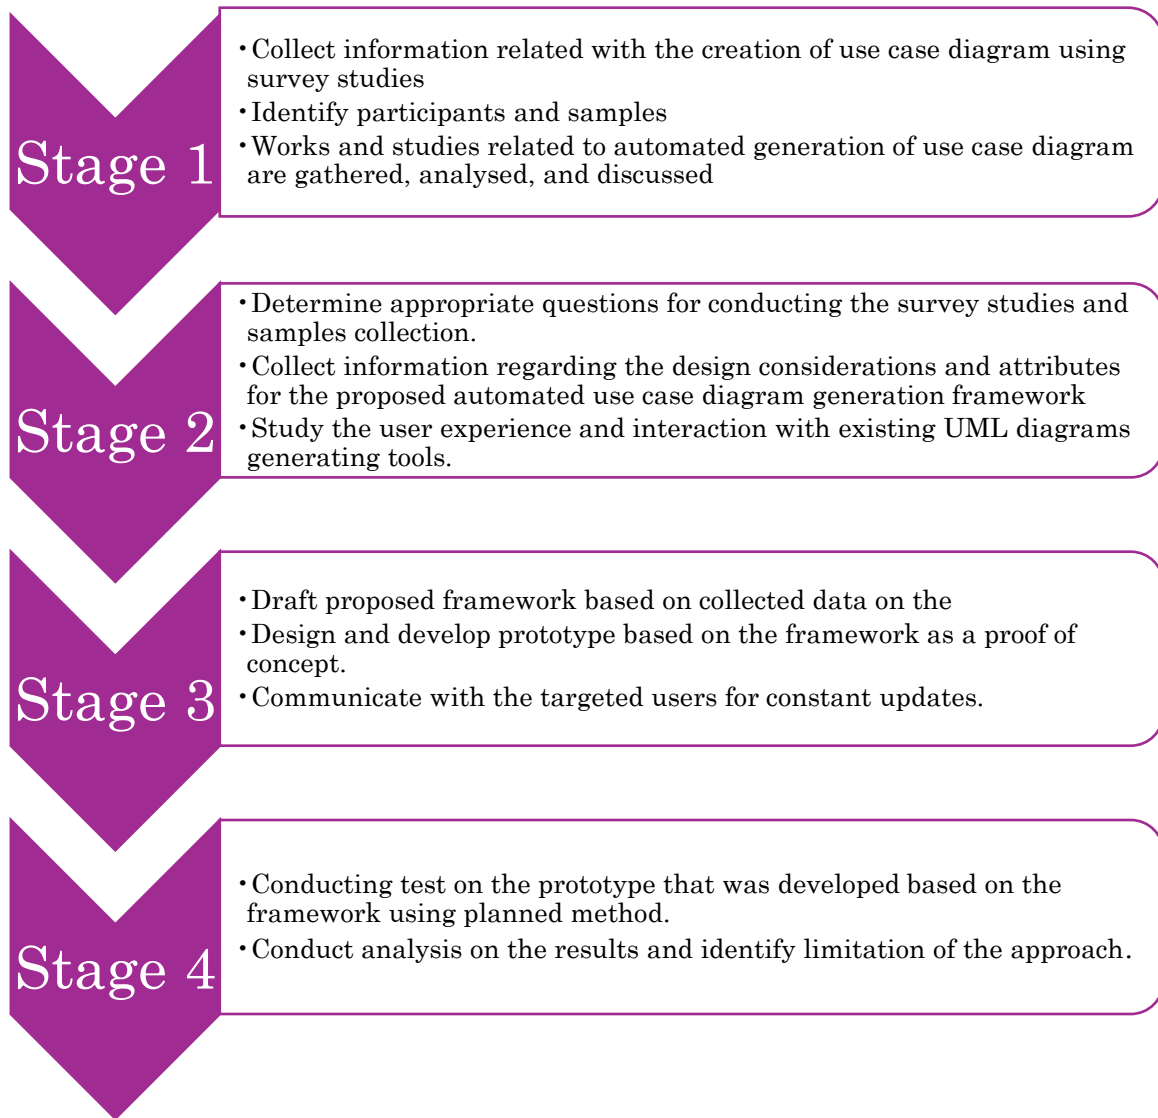 Stage 1
·Collect information related with the creation of use case diagram using
survey studies
·Identify participants and samples
·Works and studies related to automated generation of use case diagram
are gathered, analysed, and discussed
Stage 2
·Determine appropriate questions for conducting the survey studies and
samples collection.
·Collect information regarding the design considerations and attributes
for the proposed automated use case diagram generation framework
·Study the user experience and interaction with existing UML diagrams
generating tools.
Stage 3
·Draft proposed framework based on collected data on the
·Design and develop prototype based on the framework as a proof of
concept.
·Communicate with the targeted users for constant updates.
Stage 4
·Conducting test on the prototype that was developed based on the
framework using planned method.
·Conduct analysis on the results and identify limitation of the approach.